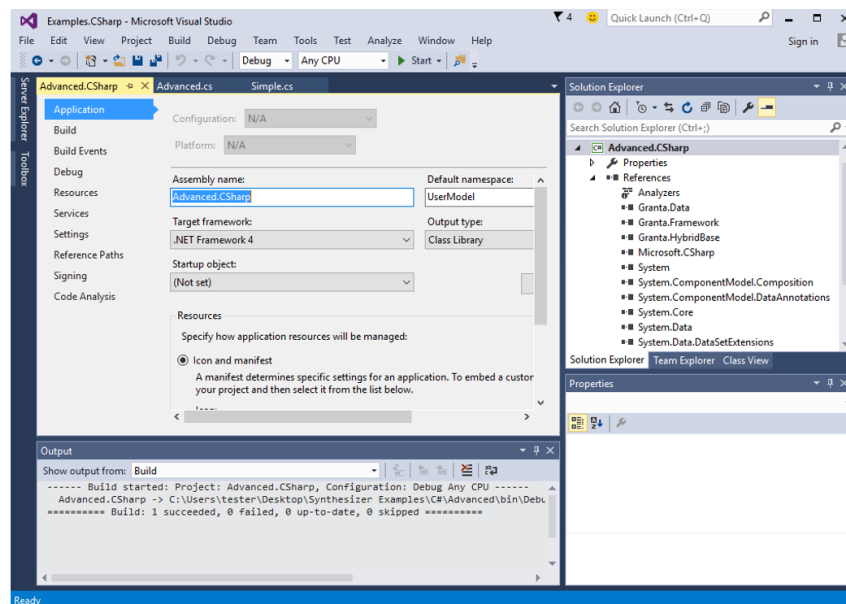 Examples.CSharp - Microsoft Visual Studio
4
Quick Launch (Ctrl+Q)
File Edit View Project Build Debug Team Tools Test Analyze Window Help
Sign in
Debug Any CPU Start
Server Explorer
Toolbox
Advanced.CSharp Advanced.cs Simple.cs
Application
Build
Build Events
Debug
Resources
Services
Settings
Reference Paths
Signing
Code Analysis
Configuration: N/A
Platform: N/A
Assembly name: Default namespace:
Advanced.CSharp UserModel
Target framework: Output type:
.NET Framework 4 Class Library
Startup object:
(Not set)
Resources
Specify how application resources will be managed:
Icon and manifest
A manifest determines specific settings for an application. To embed a custor
your project and then select it from the list below.
Solution Explorer
Search Solution Explorer (Ctrl+;)
Advanced.CSharp
Properties
References
Analyzers
Granta.Data
Granta.Framework
Granta.HybridBase
Microsoft.CSharp
System
System.ComponentModel.Composition
System.ComponentModel.DataAnnotations
System.Core
System.Data
System.Data.DataSetExtensions
Solution Explorer Team Explorer Class View
Properties
Output
Show output from: Build
------ Build started: Project: Advanced.CSharp, Configuration: Debug Any CPU ------
Advanced.CSharp -> C:\Users\tester\Desktop\Synthesizer Examples\C#\Advanced\bin\Debu
========== Build: 1 succeeded, 0 failed, 0 up-to-date, 0 skipped ==========
Ready